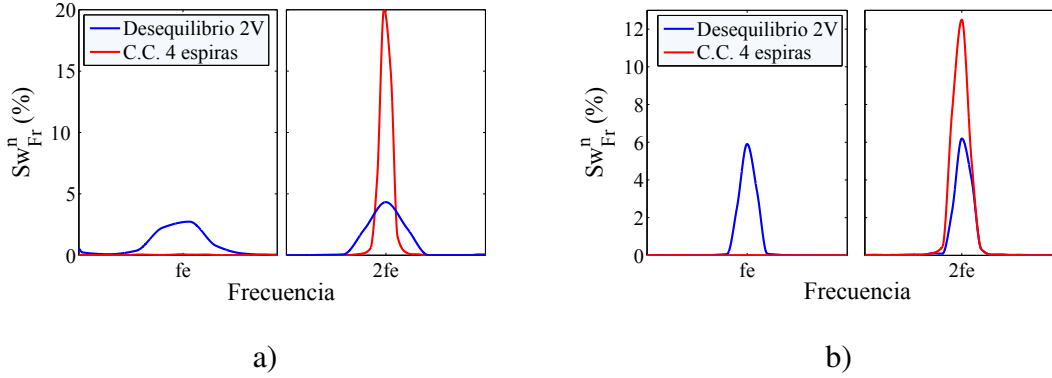 20
15
10
5
0
Sw^n_Fr (%)
Desequilibrio 2V
C.C. 4 espiras
fe
2fe
Frecuencia
a)
12
10
8
6
4
2
0
Sw^n_Fr (%)
Desequilibrio 2V
C.C. 4 espiras
fe
2fe
Frecuencia
b)